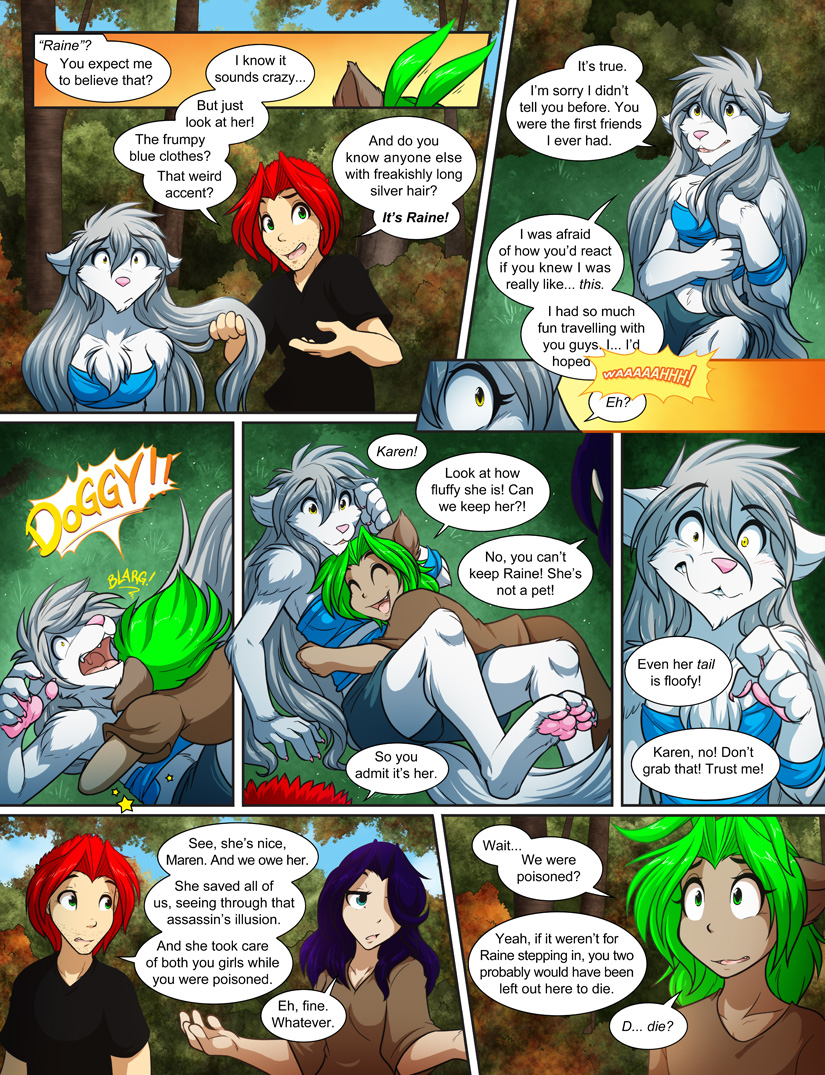 “Raine”?
You expect me
to believe that?
I know it
sounds crazy...
But just
look at her!
The frumpy
blue clothes?
That weird
accent?
And do you
know anyone else
with freakishly long
silver hair?
It's Raine!
It's true.
I'm sorry I didn't
tell you before. You
were the first friends
I ever had.
I was afraid
of how you'd react
if you knew I was
really like... this.
I had so much
fun travelling with
you guys. I... I'd
hoped
WAAAAAHHH!
Eh?
DOGGY!!
BLARG!
Karen!
Look at how
fluffy she is! Can
we keep her?!
No, you can't
keep Raine! She's
not a pet!
So you
admit it's her.
Even her tail
is floofy!
Karen, no! Don't
grab that! Trust me!
See, she's nice,
Maren. And we owe her.
She saved all of
us, seeing through that
assassin's illusion.
And she took care
of both you girls while
you were poisoned.
Eh, fine.
Whatever.
Wait...
We were
poisoned?
Yeah, if it weren't for
Raine stepping in, you two
probably would have been
left out here to die.
D... die?